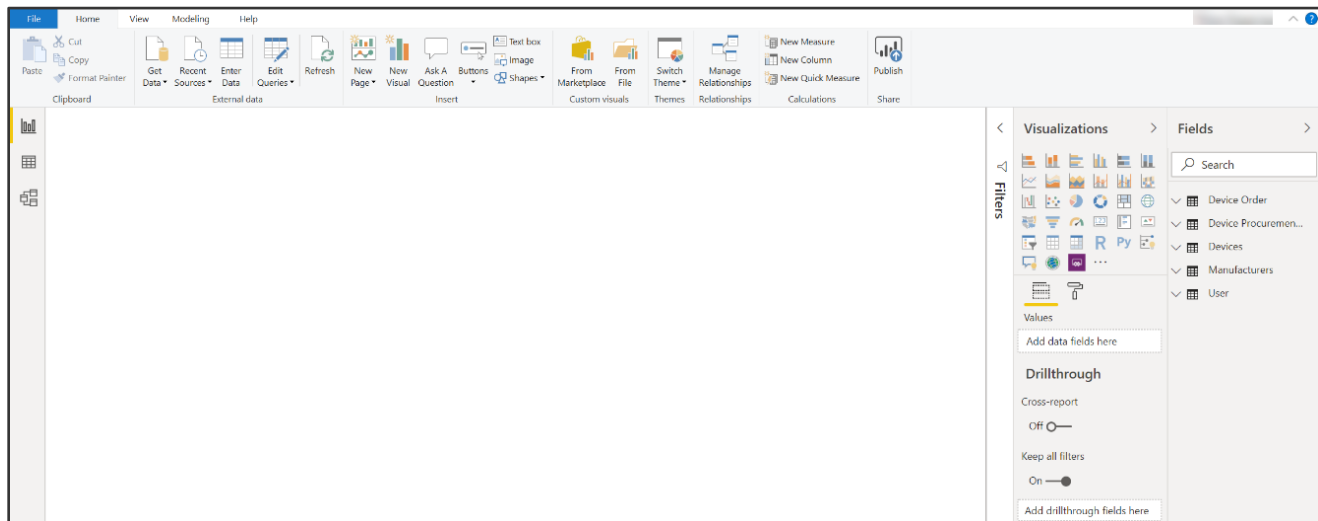 File Home View Modeling Help
Cut
Copy
Format Painter
Paste
Clipboard
Get Data
Recent Sources
Enter Data
Edit Queries
Refresh
External data
New Page
New Visual
Ask A Question
Buttons
Text box
Image
Shapes
Insert
From Marketplace
From File
Custom visuals
Switch Theme
Themes
Manage Relationships
Relationships
New Measure
New Column
New Quick Measure
Calculations
Publish
Share
Filters
Visualizations
R Py
Values
Add data fields here
Drillthrough
Cross-report
Off
Keep all filters
On
Add drillthrough fields here
Fields
Search
Device Order
Device Procuremen...
Devices
Manufacturers
User